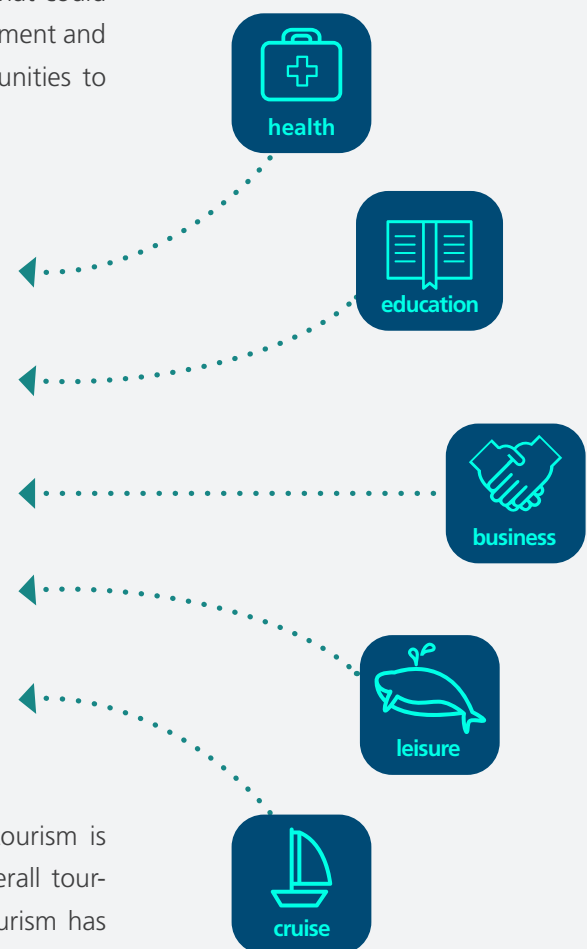 ment and
unities to
health
education
business
leisure
ourism is
erall tour-
urism has
cruise